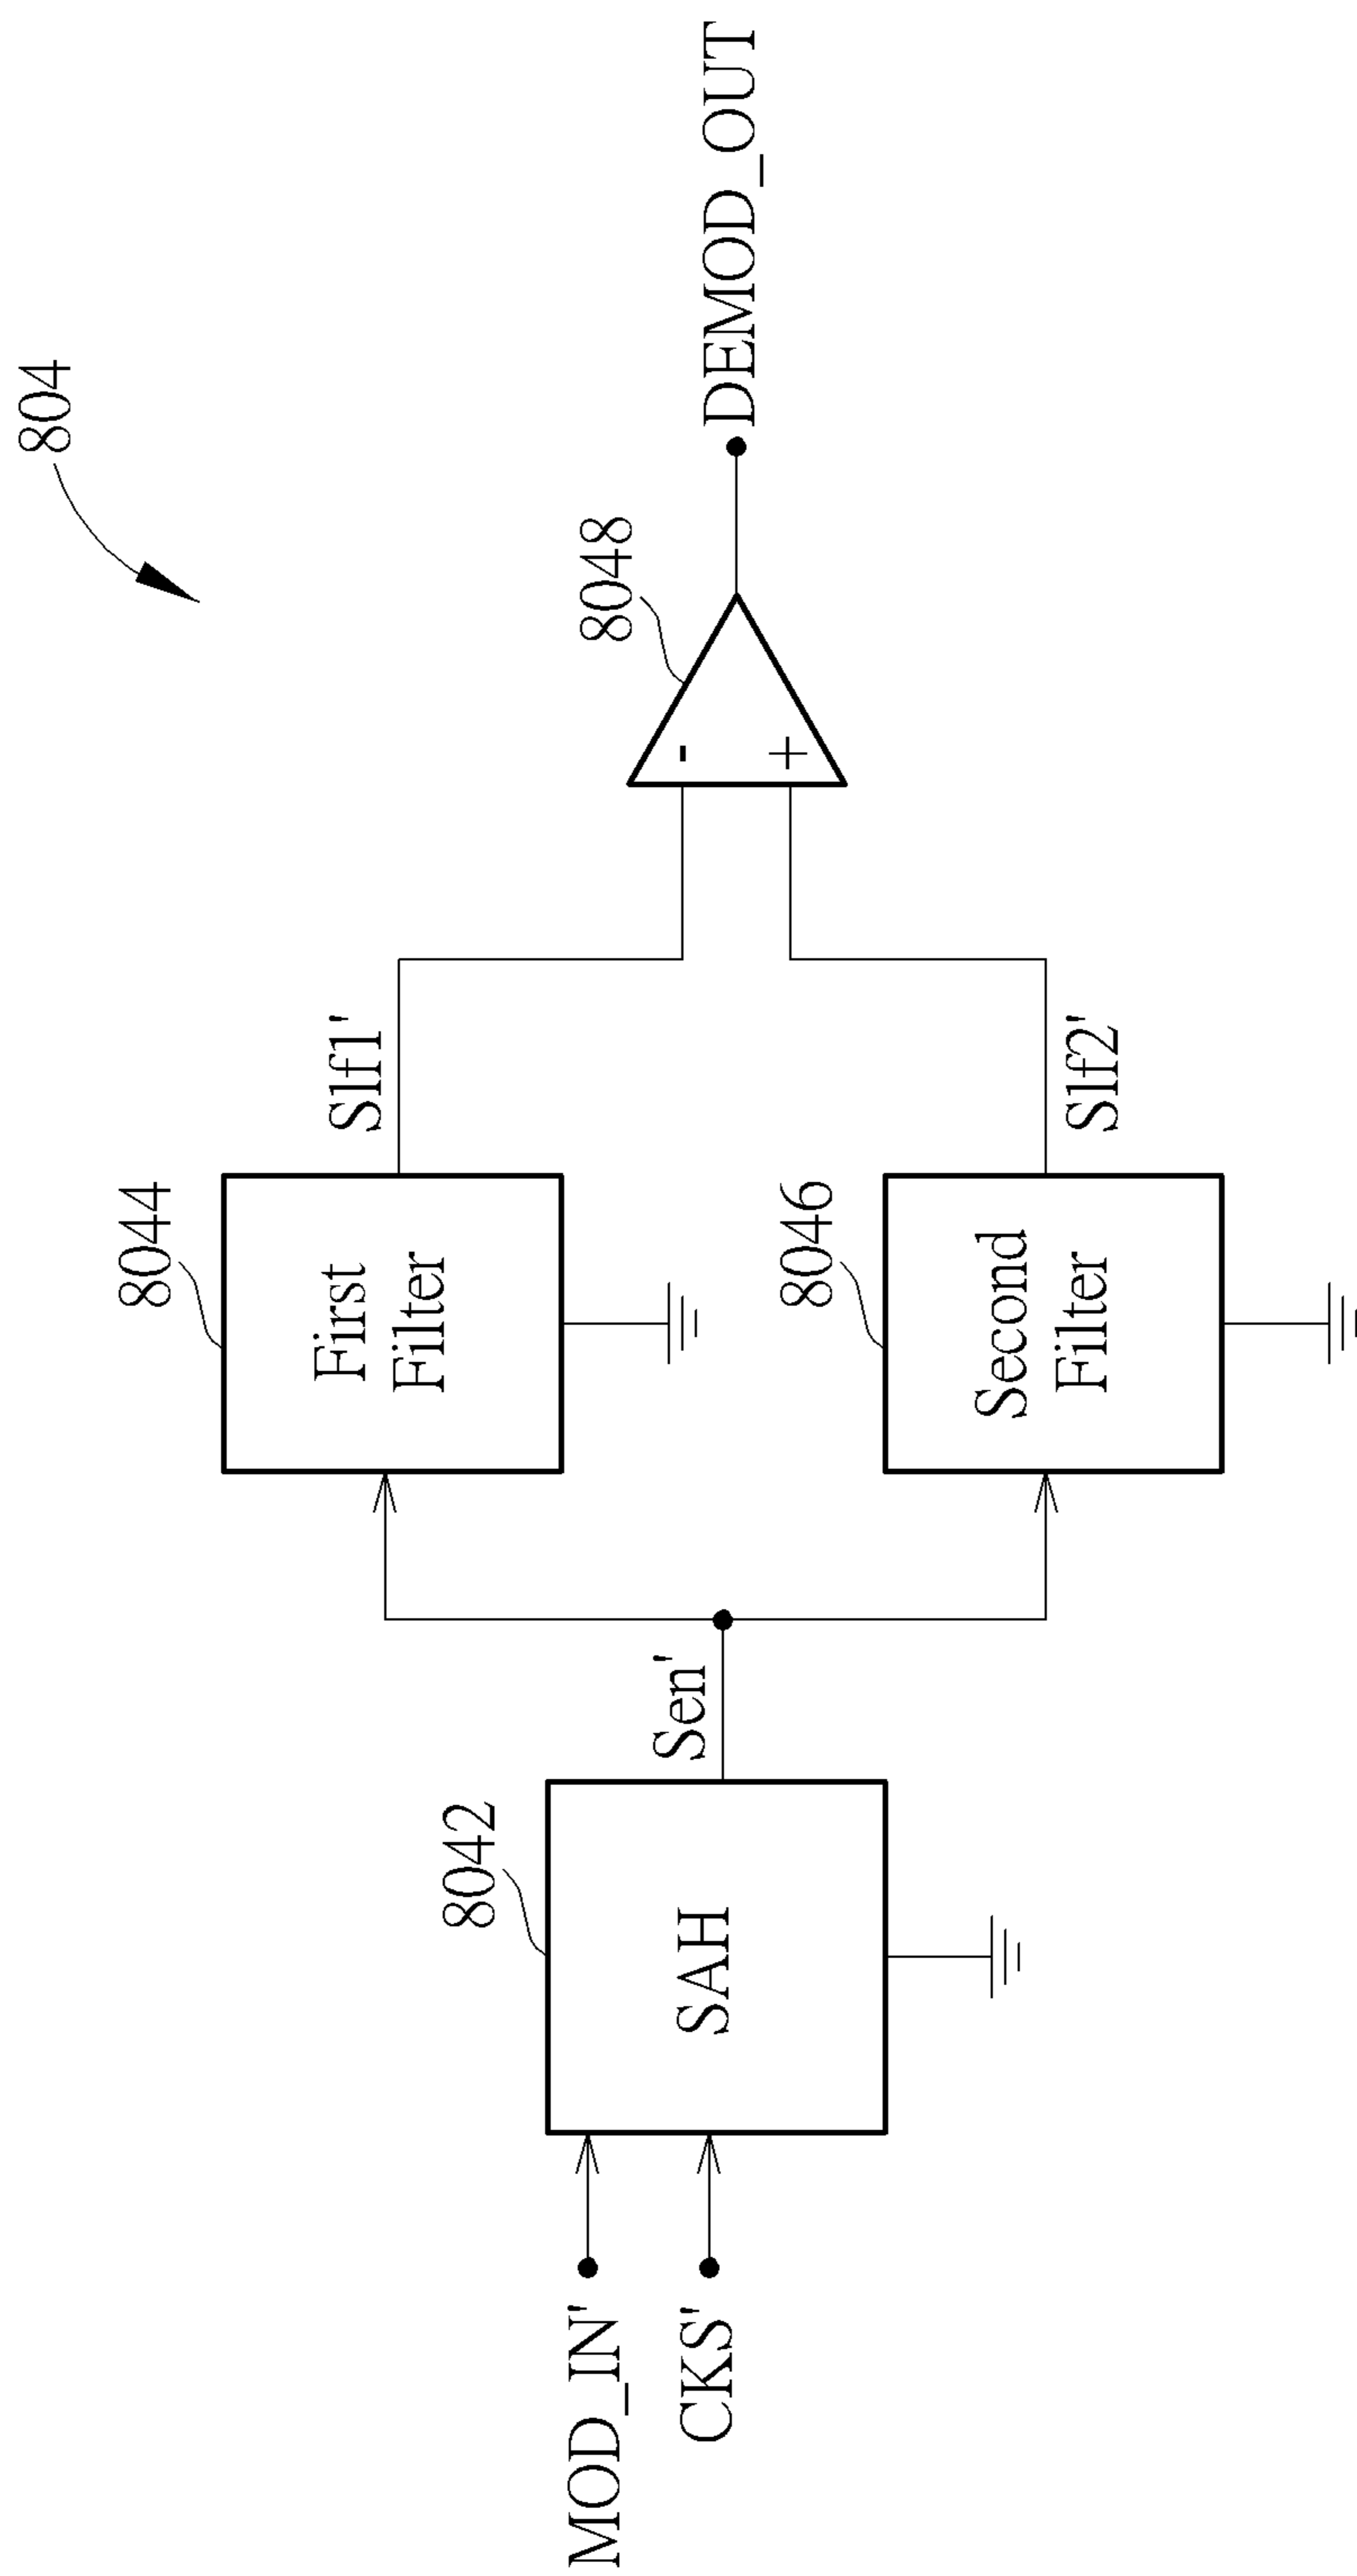 804
8044
First
Filter
Slf1'
8042
SAH
MOD_IN'
CKS'
Sen'
8048
-
+
DEMOD_OUT
8046
Second
Filter
Slf2'